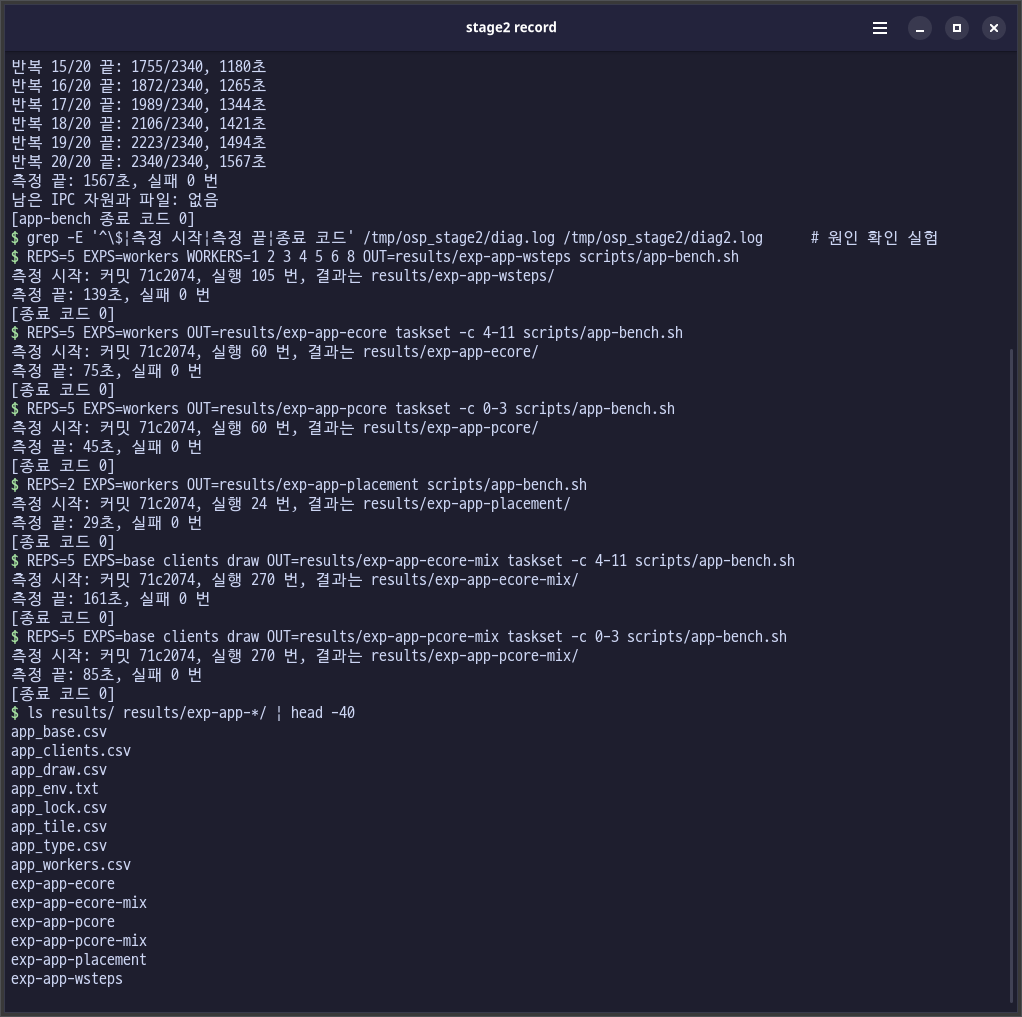 stage2 record
반복 15/20 끝: 1755/2340, 1180초
반복 16/20 끝: 1872/2340, 1265초
반복 17/20 끝: 1989/2340, 1344초
반복 18/20 끝: 2106/2340, 1421초
반복 19/20 끝: 2223/2340, 1494초
반복 20/20 끝: 2340/2340, 1567초
측정 끝: 1567초, 실패 0 번
남은 IPC 자원과 파일: 없음
[app-bench 종료 코드 0]
$ grep -E '^\$|측정 시작|측정 끝|종료 코드' /tmp/osp_stage2/diag.log /tmp/osp_stage2/diag2.log      # 원인 확인 실험
$ REPS=5 EXPS=workers WORKERS=1 2 3 4 5 6 8 OUT=results/exp-app-wsteps scripts/app-bench.sh
측정 시작: 커밋 71c2074, 실행 105 번, 결과는 results/exp-app-wsteps/
측정 끝: 139초, 실패 0 번
[종료 코드 0]
$ REPS=5 EXPS=workers OUT=results/exp-app-ecore taskset -c 4-11 scripts/app-bench.sh
측정 시작: 커밋 71c2074, 실행 60 번, 결과는 results/exp-app-ecore/
측정 끝: 75초, 실패 0 번
[종료 코드 0]
$ REPS=5 EXPS=workers OUT=results/exp-app-pcore taskset -c 0-3 scripts/app-bench.sh
측정 시작: 커밋 71c2074, 실행 60 번, 결과는 results/exp-app-pcore/
측정 끝: 45초, 실패 0 번
[종료 코드 0]
$ REPS=2 EXPS=workers OUT=results/exp-app-placement scripts/app-bench.sh
측정 시작: 커밋 71c2074, 실행 24 번, 결과는 results/exp-app-placement/
측정 끝: 29초, 실패 0 번
[종료 코드 0]
$ REPS=5 EXPS=base clients draw OUT=results/exp-app-ecore-mix taskset -c 4-11 scripts/app-bench.sh
측정 시작: 커밋 71c2074, 실행 270 번, 결과는 results/exp-app-ecore-mix/
측정 끝: 161초, 실패 0 번
[종료 코드 0]
$ REPS=5 EXPS=base clients draw OUT=results/exp-app-pcore-mix taskset -c 0-3 scripts/app-bench.sh
측정 시작: 커밋 71c2074, 실행 270 번, 결과는 results/exp-app-pcore-mix/
측정 끝: 85초, 실패 0 번
[종료 코드 0]
$ ls results/ results/exp-app-*/ | head -40
app_base.csv
app_clients.csv
app_draw.csv
app_env.txt
app_lock.csv
app_tile.csv
app_type.csv
app_workers.csv
exp-app-ecore
exp-app-ecore-mix
exp-app-pcore
exp-app-pcore-mix
exp-app-placement
exp-app-wsteps